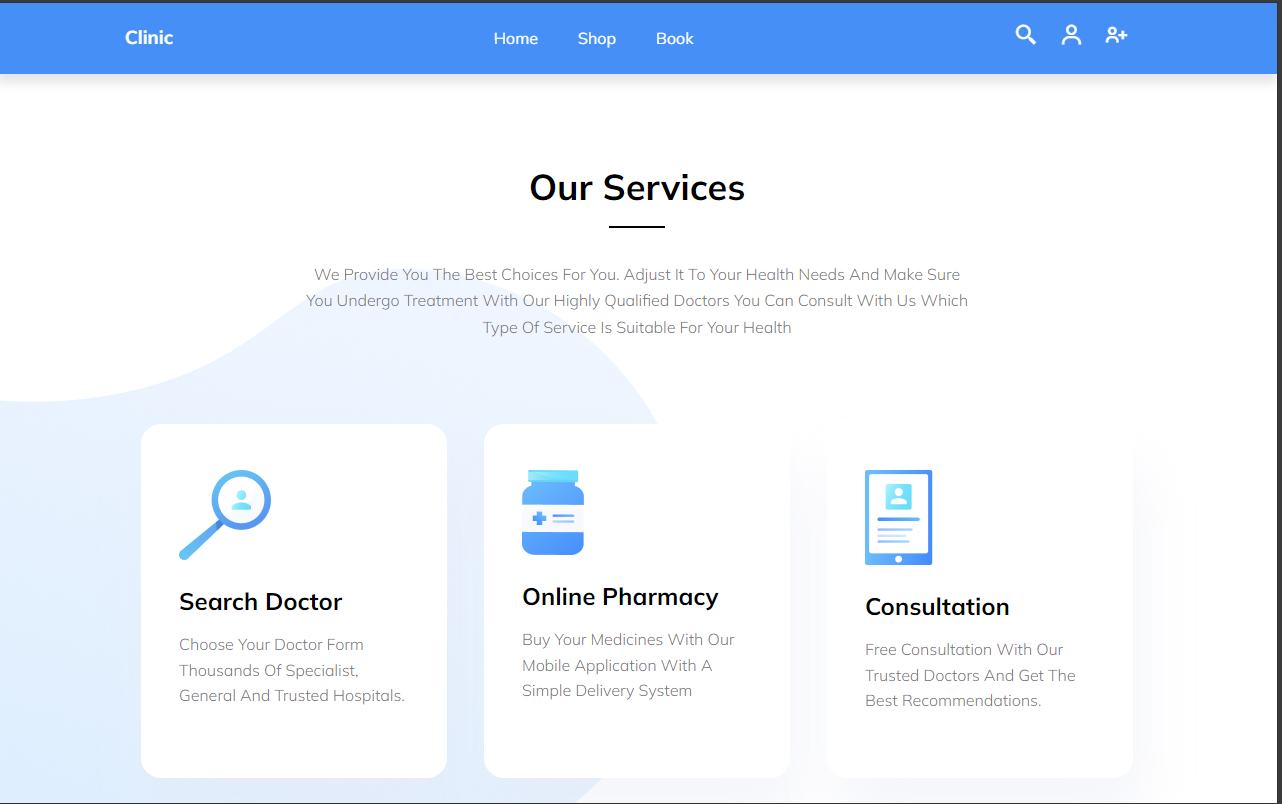 Clinic
Home Shop Book
Our Services
We Provide You The Best Choices For You. Adjust It To Your Health Needs And Make Sure
You Undergo Treatment With Our Highly Qualified Doctors You Can Consult With Us Which
Type Of Service Is Suitable For Your Health
Search Doctor
Choose Your Doctor Form
Thousands Of Specialist,
General And Trusted Hospitals.
Online Pharmacy
Buy Your Medicines With Our
Mobile Application With A
Simple Delivery System
Consultation
Free Consultation With Our
Trusted Doctors And Get The
Best Recommendations.